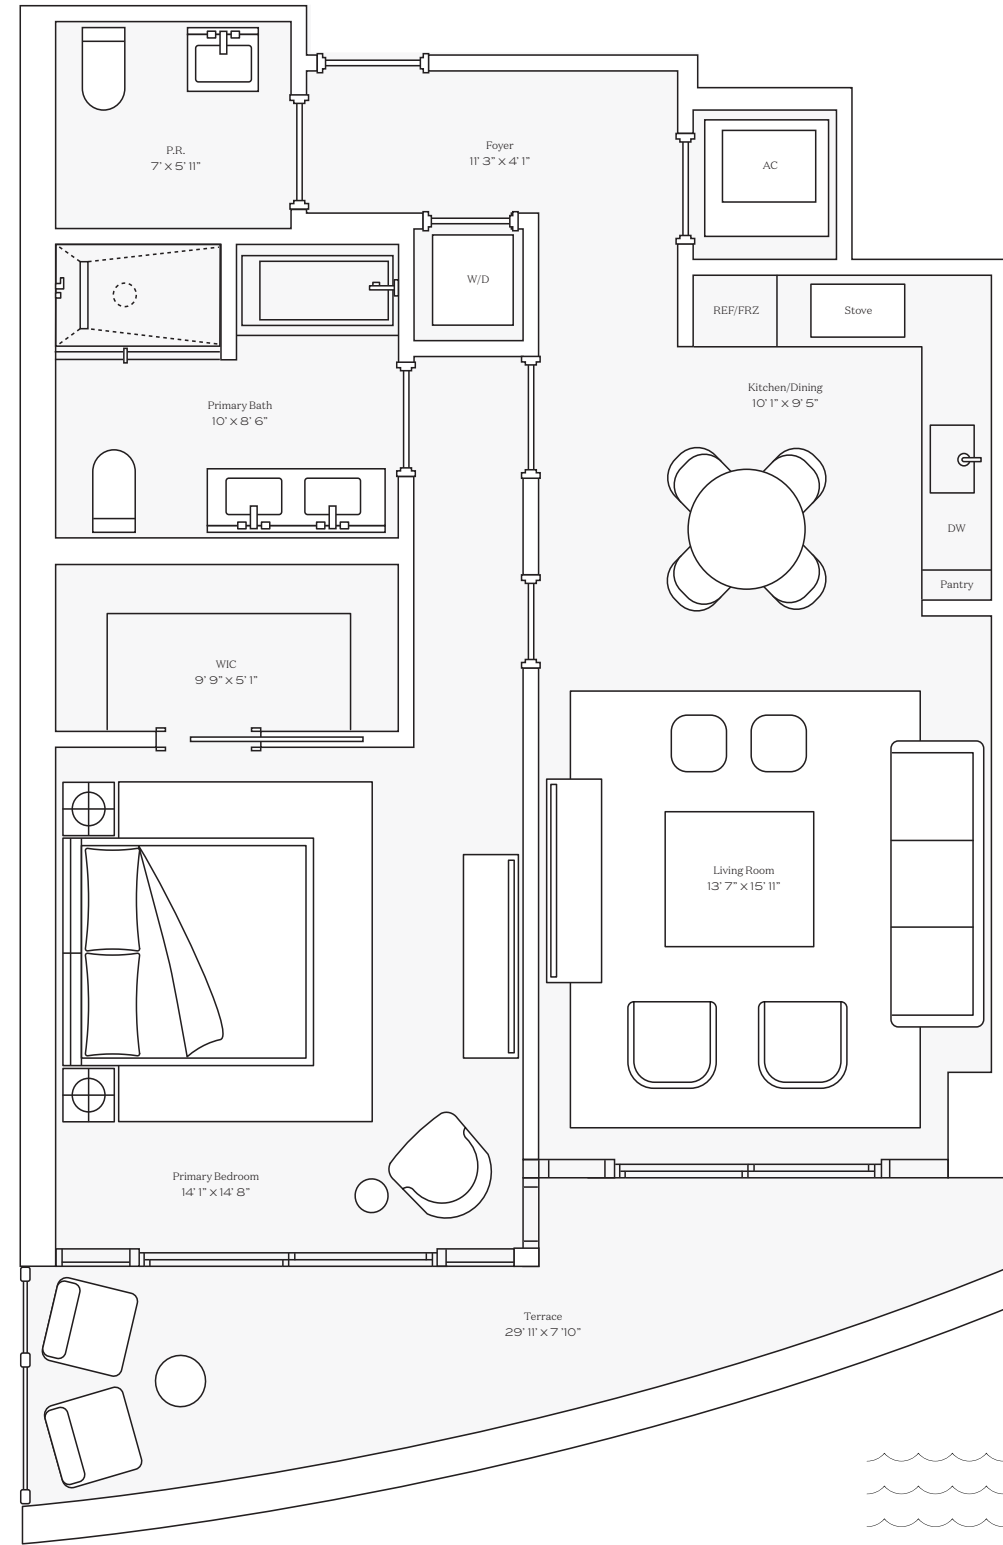 P.R.
7’ X 5’ 11”
Foyer
11’ 3” X 4’ 1”
AC
W/D
REF/FRZ
Stove
Kitchen/Dining
10’ 1” X 9’ 5”
Primary Bath
10’ X 8’ 6”
DW
Pantry
WIC
9’ 9” X 5’ 1”
Living Room
13’ 7” X 15’ 11”
Primary Bedroom
14’ 1” X 14’ 8”
Terrace
29’ 11’ X 7 ’10”